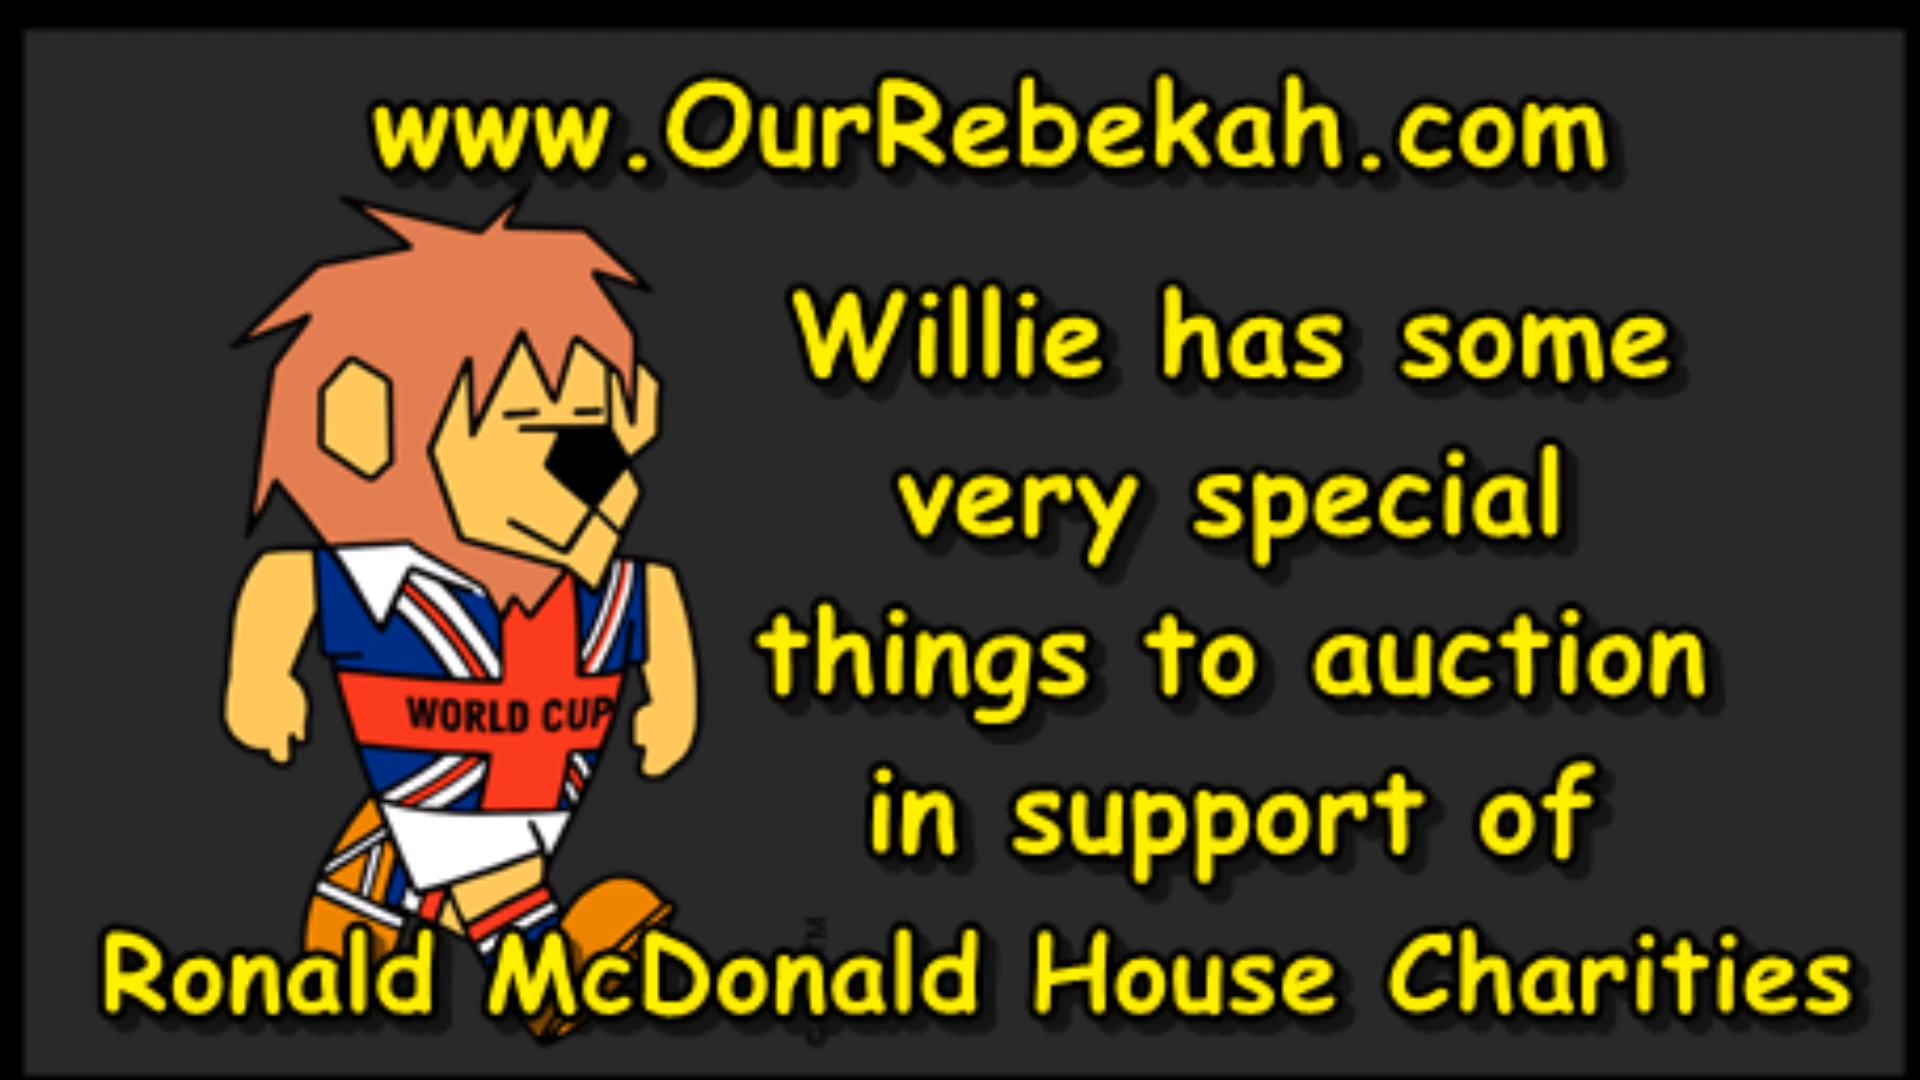 www.OurRebekah.com
Willie has some
very special
things to auction
WORLD CUP
in support of
Ronald McDonald House Charities